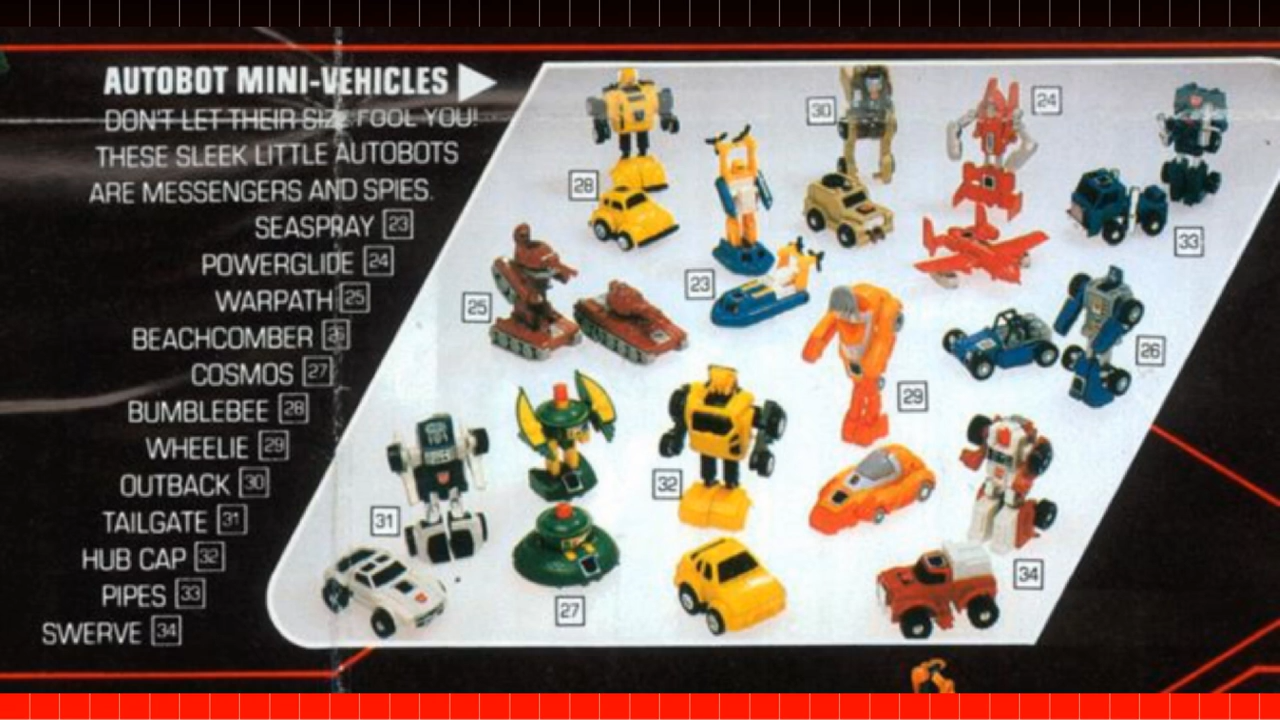 AUTOBOT MINI-VEHICLES
DON'T LET THEIR SIZE FOOL YOU!
THESE SLEEK LITTLE AUTOBOTS
ARE MESSENGERS AND SPIES.
SEASPRAY 23
POWERGLIDE 24
WARPATH 25
BEACHCOMBER 26
COSMOS 27
BUMBLEBEE 28
WHEELIE 29
OUTBACK 30
TAILGATE 31
HUB CAP 32
PIPES 33
SWERVE 34
30
24
28
33
23
25
26
29
32
31
34
27